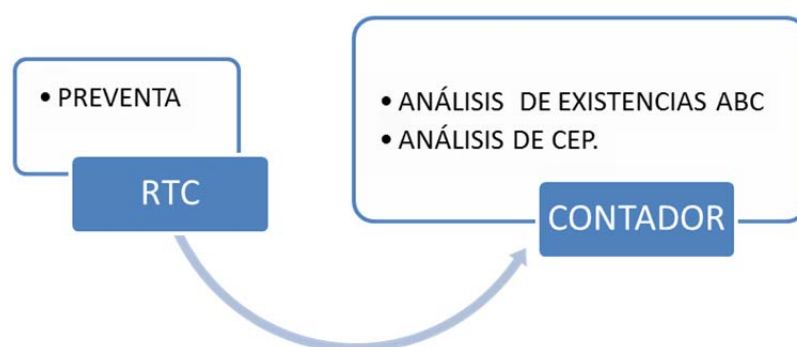 • PREVENTA
RTC
• ANÁLISIS DE EXISTENCIAS ABC
• ANÁLISIS DE CEP.
CONTADOR